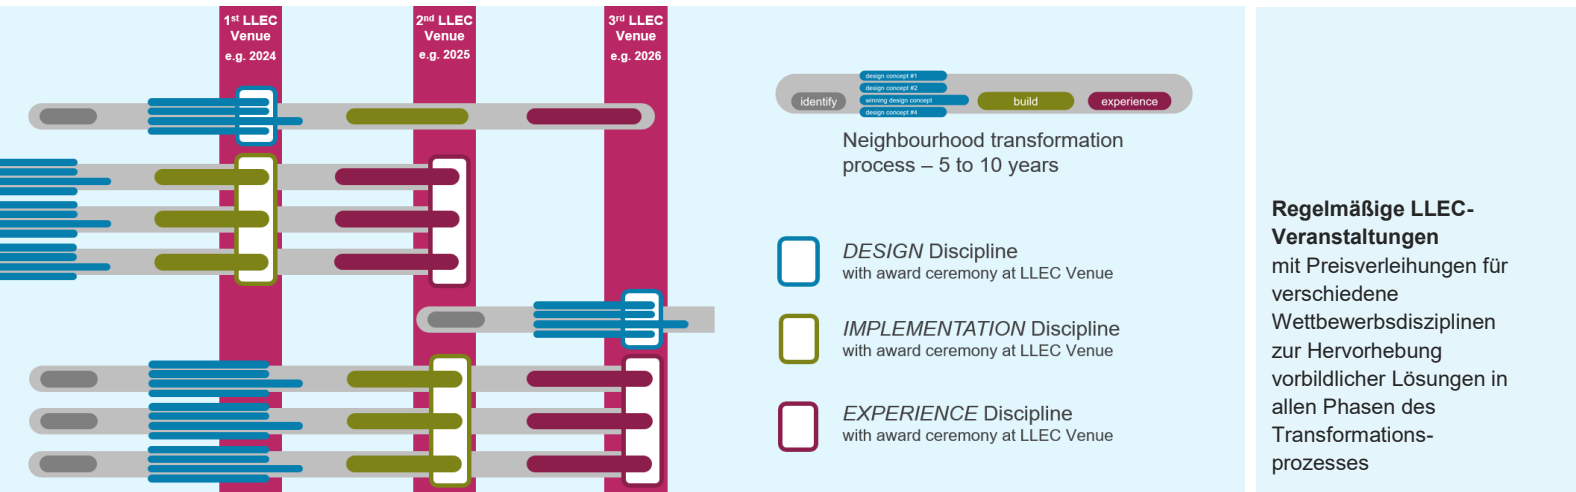 1st LLEC
Venue
e.g. 2024
2nd LLEC
Venue
e.g. 2025
3rd LLEC
Venue
e.g. 2026
identify
design concept #1
design concept #2
winning design concept
design concept #4
build
experience
Neighbourhood transformation
process – 5 to 10 years
DESIGN Discipline
with award ceremony at LLEC Venue
IMPLEMENTATION Discipline
with award ceremony at LLEC Venue
EXPERIENCE Discipline
with award ceremony at LLEC Venue
Regelmäßige LLEC-
Veranstaltungen
mit Preisverleihungen für
verschiedene
Wettbewerbsdisziplinen
zur Hervorhebung
vorbildlicher Lösungen in
allen Phasen des
Transformations-
prozesses